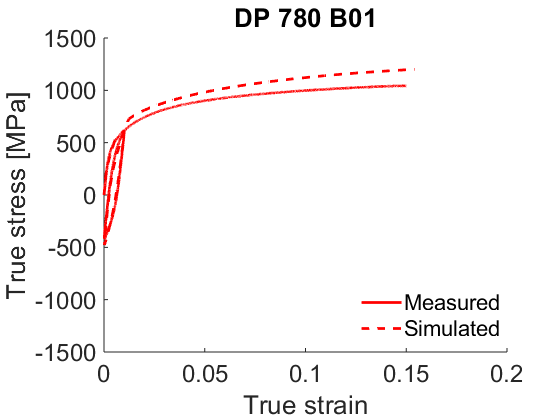 DP 780 B01
1500
1000
500
0
-500
-1000
-1500
True stress [MPa]
Measured
Simulated
0 0.05 0.1 0.15 0.2
True strain